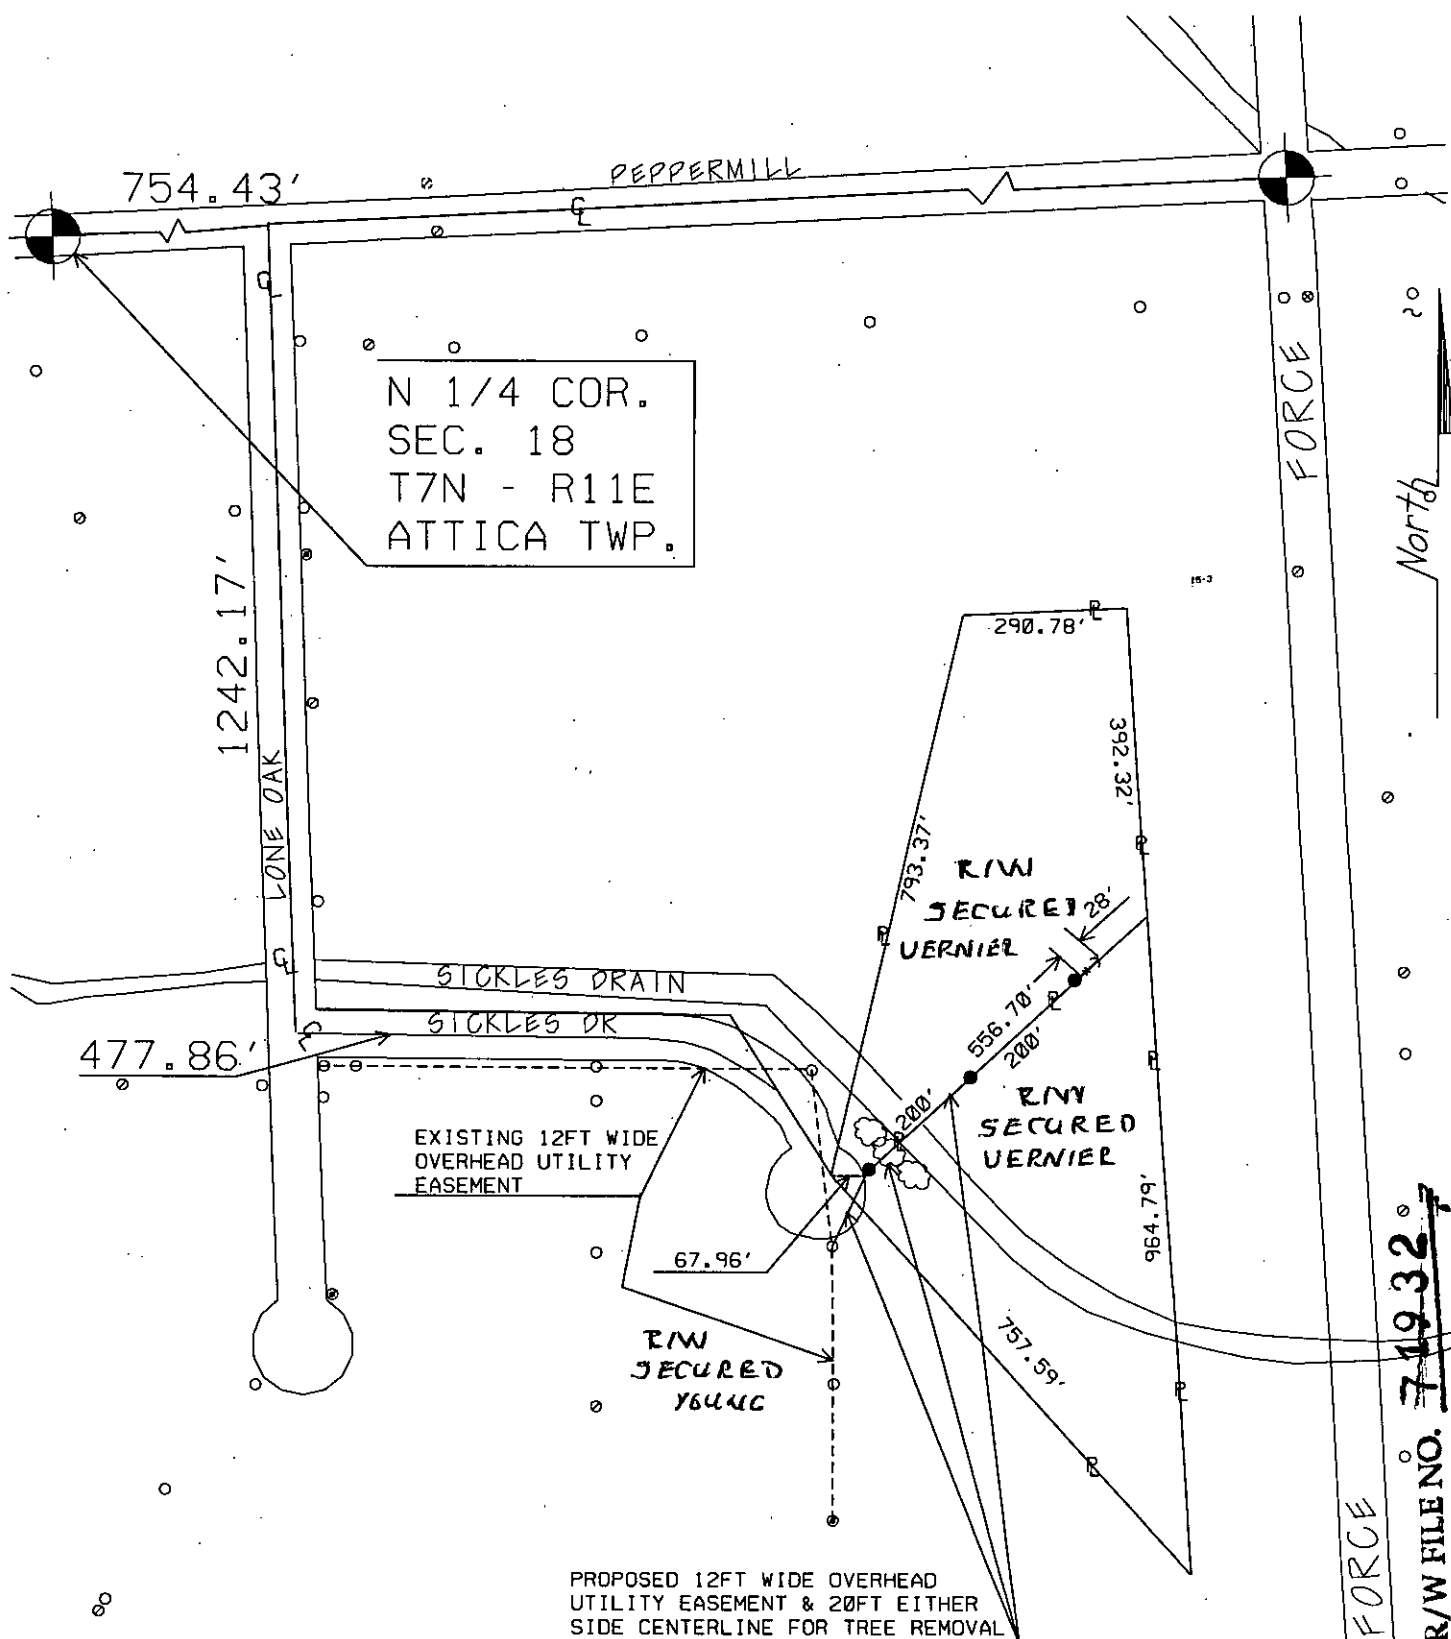 754.43'
PEPPERMILL
N 1/4 COR.
SEC. 18
T7N - R11E
ATTICA TWP.
FORCE
North
1242.17'
LONE OAK
15-3
290.78'
392.32'
793.37'
R/W
SECURED
VERNIER
28'
SICKLES DRAIN
SICKLES DR
477.86'
556.70'
200'
200'
R/W
SECURED
VERNIER
EXISTING 12FT WIDE
OVERHEAD UTILITY
EASEMENT
67.96'
964.79'
757.59'
R/W
SECURED
YOUNG
PROPOSED 12FT WIDE OVERHEAD
UTILITY EASEMENT & 20FT EITHER
SIDE CENTERLINE FOR TREE REMOVAL
FORCE
R/W FILE NO. 71932